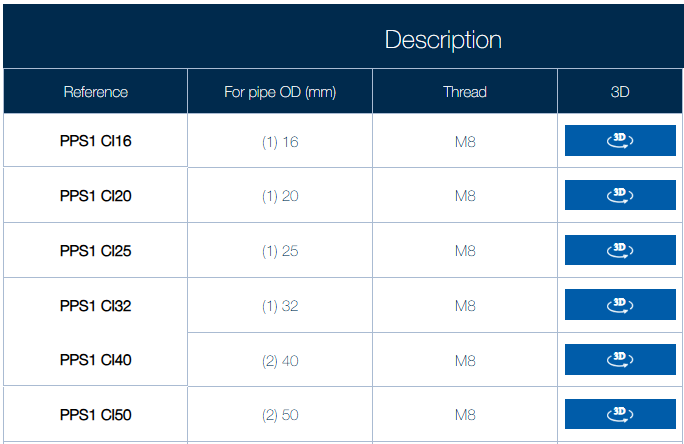 Description
Reference For pipe OD (mm) Thread 3D
PPS1 CI16 (1) 16 M8 3D
PPS1 CI20 (1) 20 M8 3D
PPS1 CI25 (1) 25 M8 3D
PPS1 CI32 (1) 32 M8 3D
PPS1 CI40 (2) 40 M8 3D
PPS1 CI50 (2) 50 M8 3D